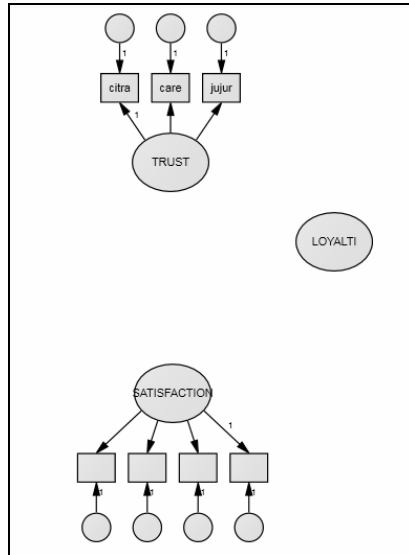 1 1 1
citra care jujur
1
TRUST
LOYALTI
SATISFACTION
1
1 1 1 1